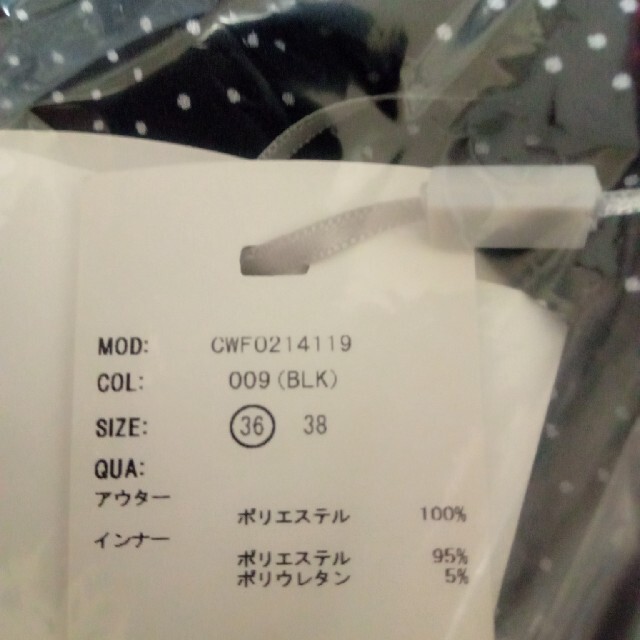 MOD: CWF0214119
COL: 009(BLK)
SIZE: 36 38
QUA:
アウター
ポリエステル 100%
インナー
ポリエステル 95%
ポリウレタン 5%